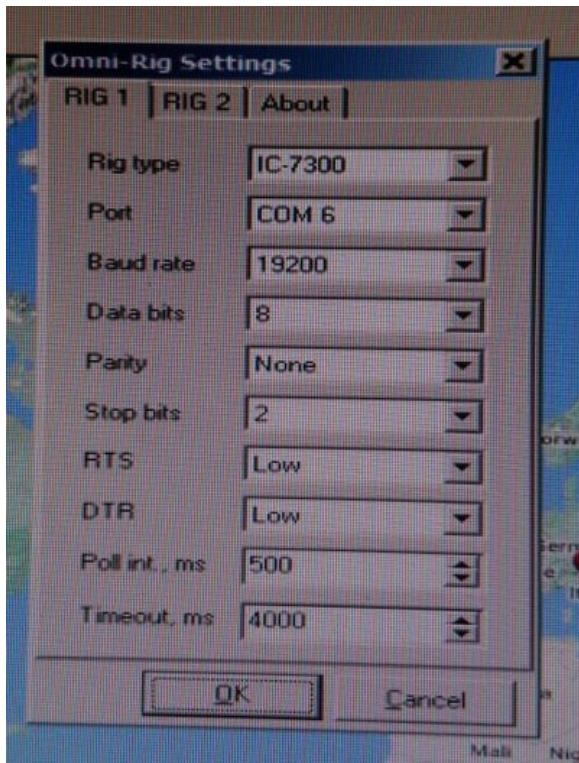 Omni-Rig Settings
RIG 1 RIG 2 About
Rig type IC-7300
Port COM 6
Baud rate 19200
Data bits 8
Parity None
Stop bits 2
RTS Low
DTR Low
Poll int., ms 500
Timeout, ms 4000
OK Cancel
Mali